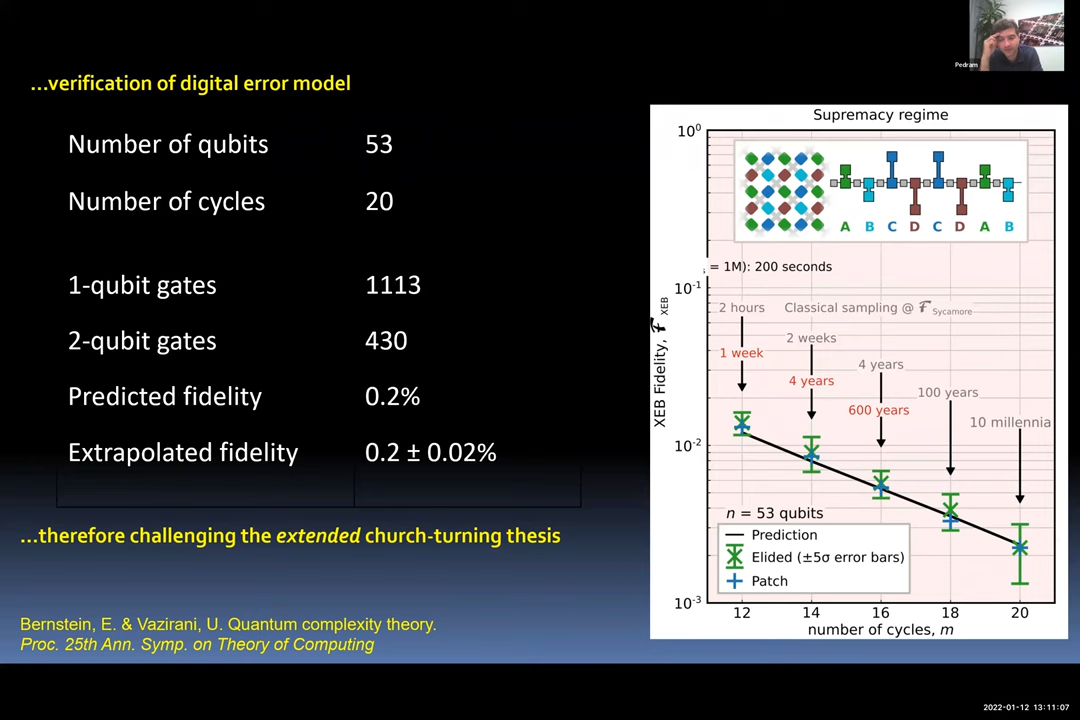 Pedram
...verification of digital error model
Number of qubits 53
Number of cycles 20
1-qubit gates 1113
2-qubit gates 430
Predicted fidelity 0.2%
Extrapolated fidelity 0.2 ± 0.02%
...therefore challenging the extended church-turning thesis
Bernstein, E. & Vazirani, U. Quantum complexity theory.
Proc. 25th Ann. Symp. on Theory of Computing
Supremacy regime
A B C D C D A B
= 1M): 200 seconds
Classical sampling @ ℱ Sycamore
2 hours
1 week
2 weeks
4 years
4 years
600 years
100 years
10 millennia
n = 53 qubits
Prediction
Elided (±5σ error bars)
Patch
XEB Fidelity, ℱ XEB
10⁰
10⁻¹
10⁻²
10⁻³
12 14 16 18 20
number of cycles, m
2022-01-12 13:11:07